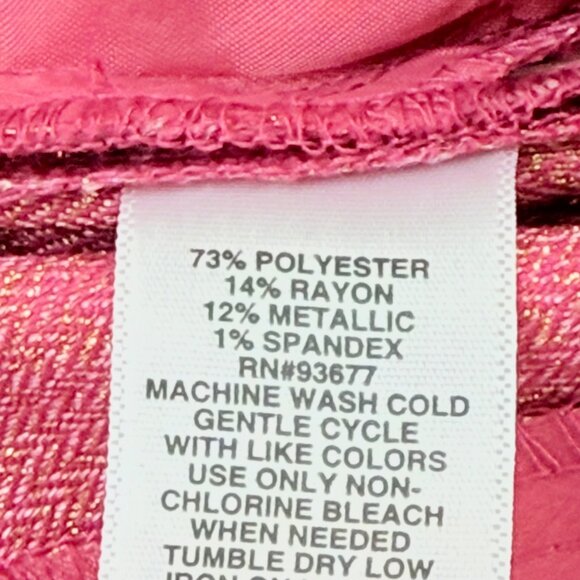 73% POLYESTER
14% RAYON
12% METALLIC
1% SPANDEX
RN#93677
MACHINE WASH COLD
GENTLE CYCLE
WITH LIKE COLORS
USE ONLY NON-
CHLORINE BLEACH
WHEN NEEDED
TUMBLE DRY LOW
IRON